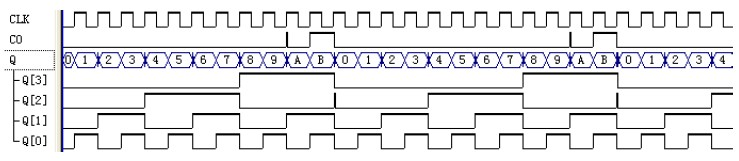 CLK
CO
Q 0 1 2 3 4 5 6 7 8 9 A B 0 1 2 3 4 5 6 7 8 9 A B 0 1 2 3 4
Q[3]
Q[2]
Q[1]
Q[0]